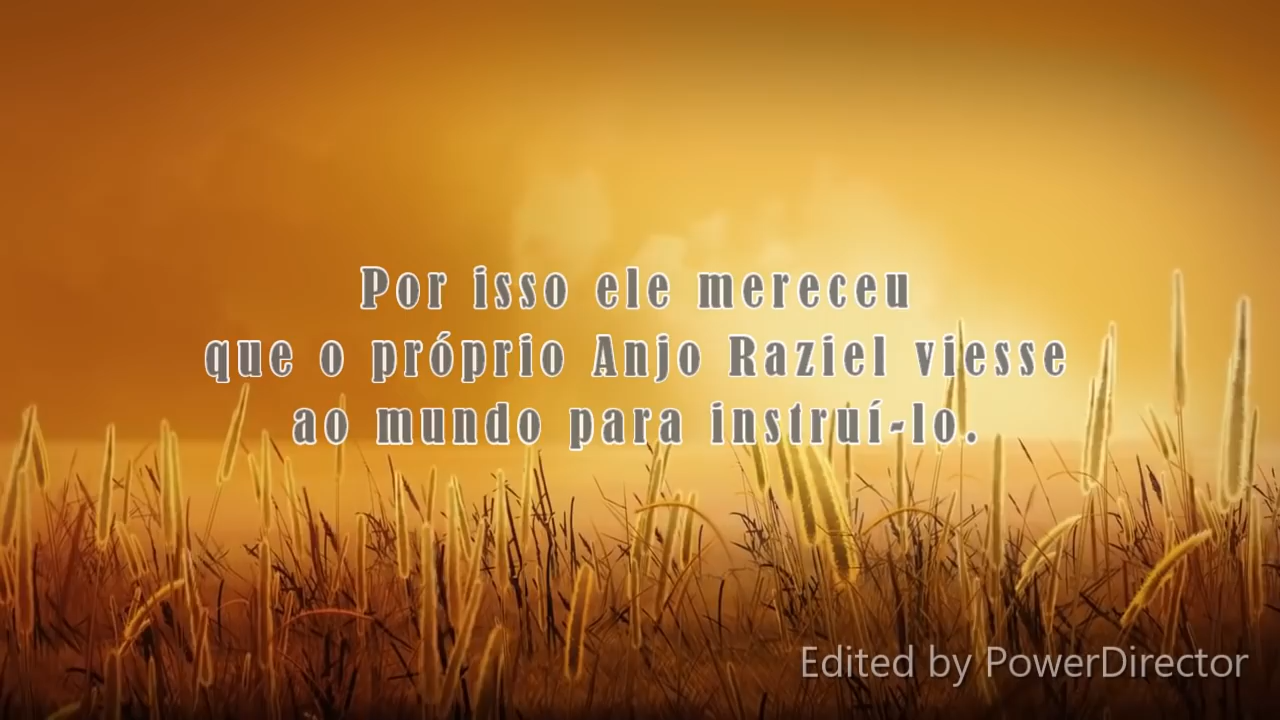 Por isso ele mereceu
que o próprio Anjo Raziel viesse
ao mundo para instruí-lo.
Edited by PowerDirector